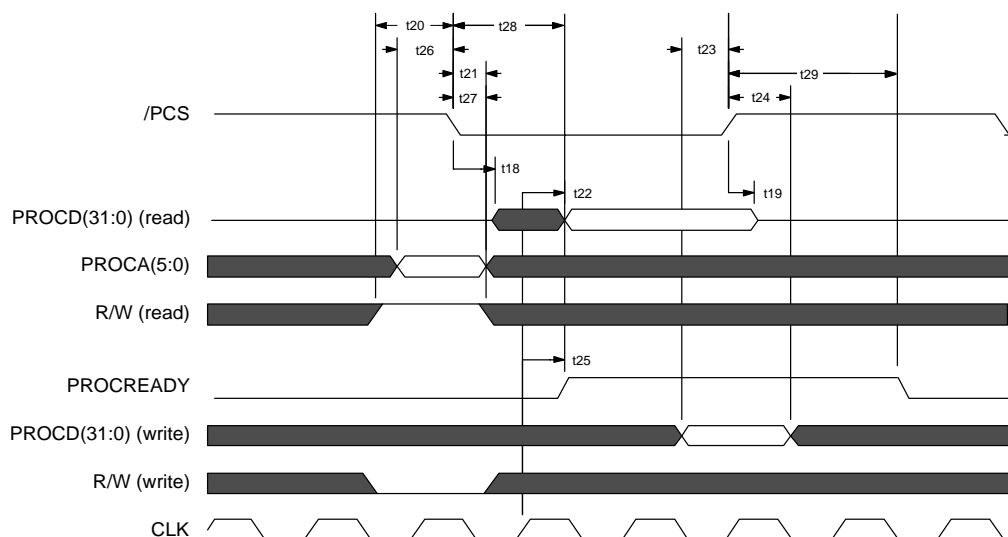 t20
t28
t26
t23
t21
t29
t27
t24
/PCS
t18
t22
t19
PROCD(31:0) (read)
PROCA(5:0)
R/W (read)
t25
PROCREADY
PROCD(31:0) (write)
R/W (write)
CLK